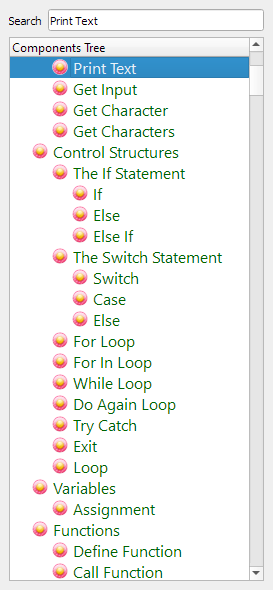 Search Print Text
Components Tree
Print Text
Get Input
Get Character
Get Characters
Control Structures
The If Statement
If
Else
Else If
The Switch Statement
Switch
Case
Else
For Loop
For In Loop
While Loop
Do Again Loop
Try Catch
Exit
Loop
Variables
Assignment
Functions
Define Function
Call Function